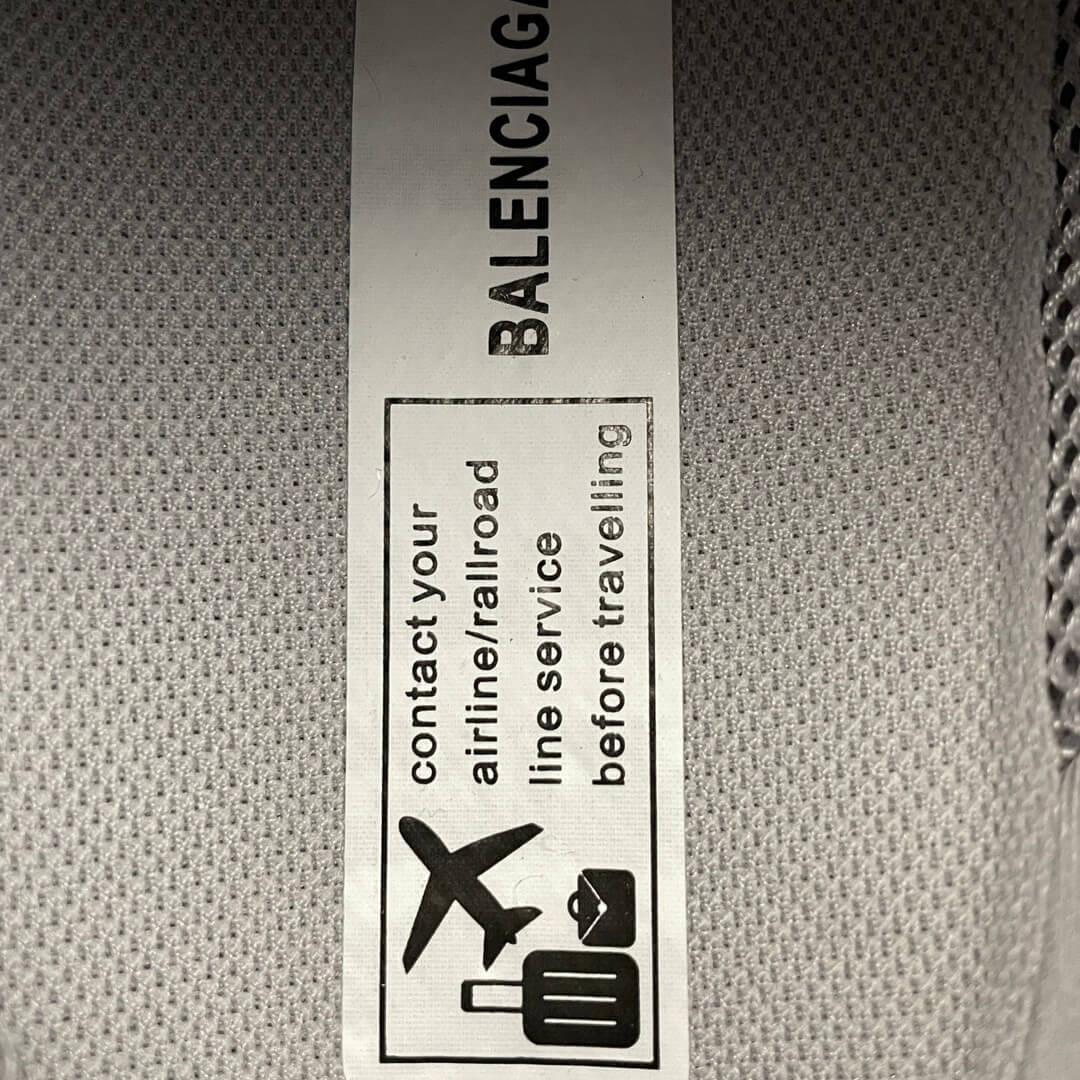 contact your
airline/rallroad
line service
before travelling
BALENCIAGA